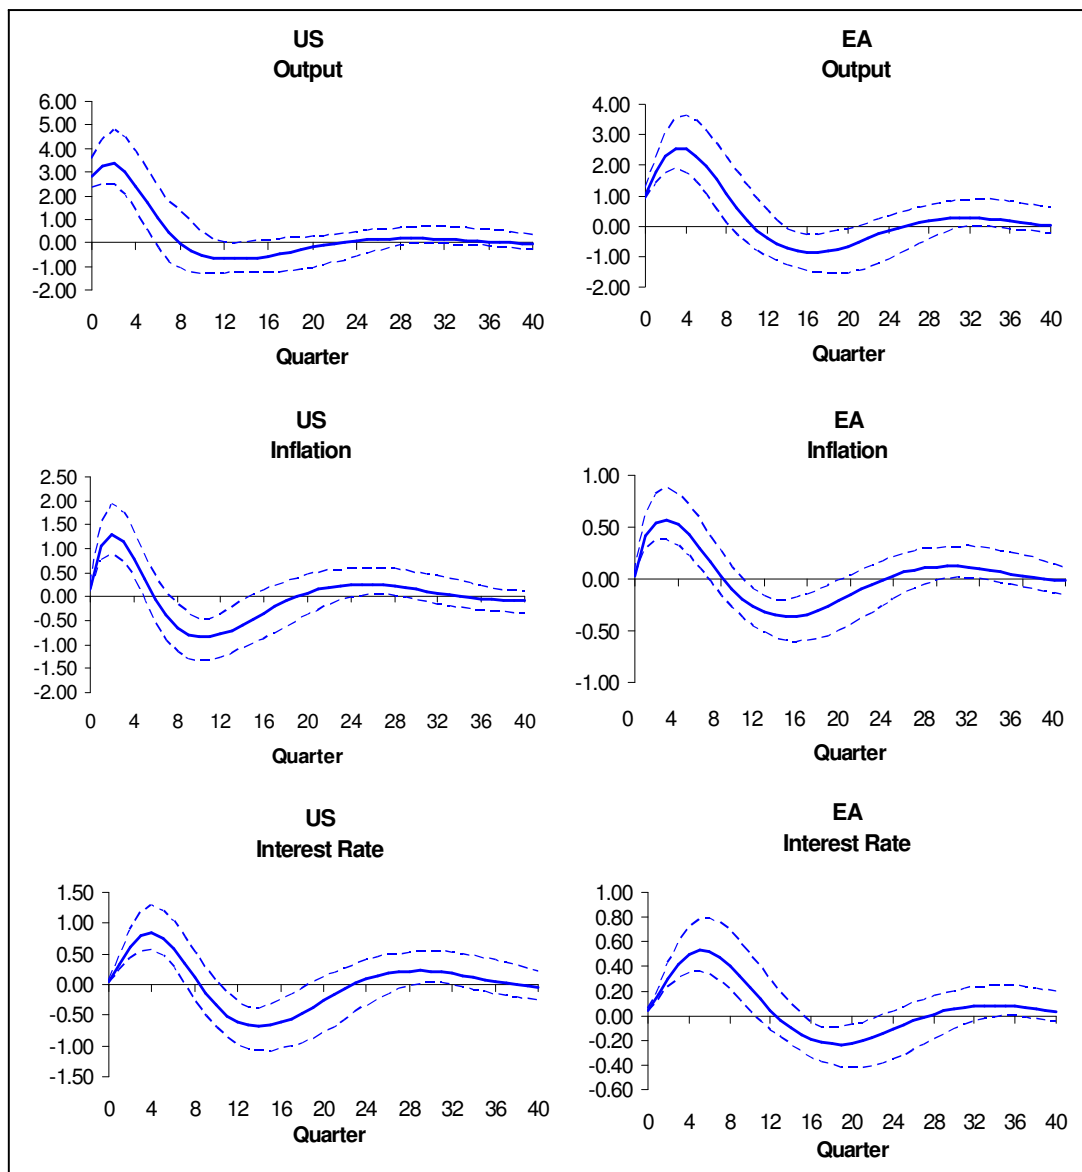 US
Output
6.00
5.00
4.00
3.00
2.00
1.00
0.00
-1.00
-2.00
0 4 8 12 16 20 24 28 32 36 40
Quarter
EA
Output
4.00
3.00
2.00
1.00
0.00
-1.00
-2.00
0 4 8 12 16 20 24 28 32 36 40
Quarter
US
Inflation
2.50
2.00
1.50
1.00
0.50
0.00
-0.50
-1.00
-1.50
-2.00
0 4 8 12 16 20 24 28 32 36 40
Quarter
EA
Inflation
1.00
0.50
0.00
-0.50
-1.00
0 4 8 12 16 20 24 28 32 36 40
Quarter
US
Interest Rate
1.50
1.00
0.50
0.00
-0.50
-1.00
-1.50
0 4 8 12 16 20 24 28 32 36 40
Quarter
EA
Interest Rate
1.00
0.80
0.60
0.40
0.20
0.00
-0.20
-0.40
-0.60
0 4 8 12 16 20 24 28 32 36 40
Quarter